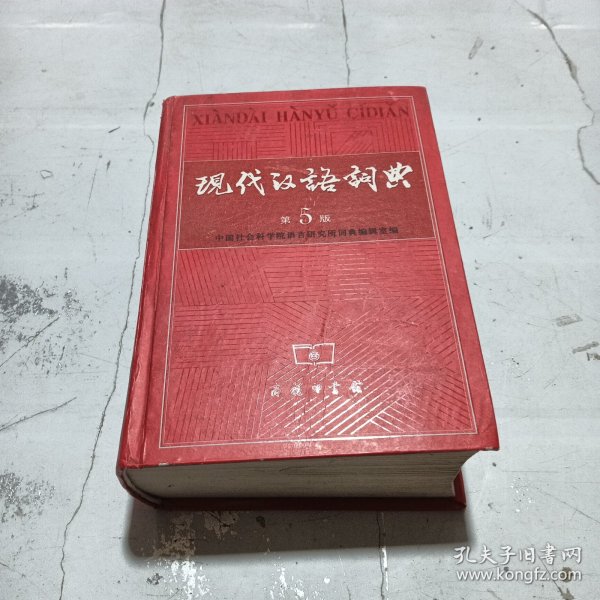 XIÀNDÀI HÀNYǓ CÍDIǍN
现代汉语词典
第5版
中国社会科学院语言研究所词典编辑室编
商务印书馆
孔夫子旧书网
www.kongfz.com